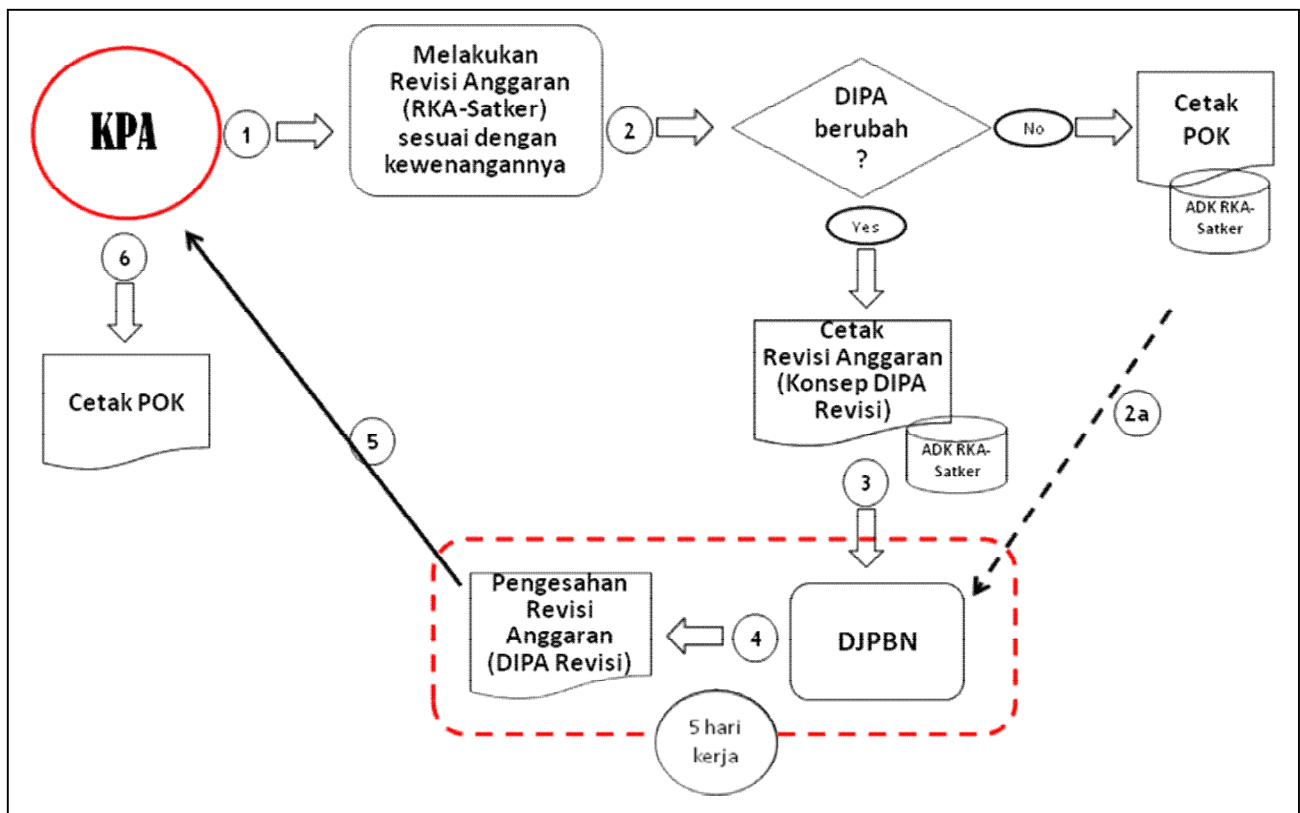 KPA
1
Melakukan
Revisi Anggaran
(RKA-Satker)
sesuai dengan
kewenangannya
2
DIPA
berubah
?
No
Cetak
POK
ADK RKA-
Satker
Yes
Cetak
Revisi Anggaran
(Konsep DIPA
Revisi)
ADK RKA-
Satker
2a
3
DJPBN
4
Pengesahan
Revisi
Anggaran
(DIPA Revisi)
5 hari
kerja
5
6
Cetak POK